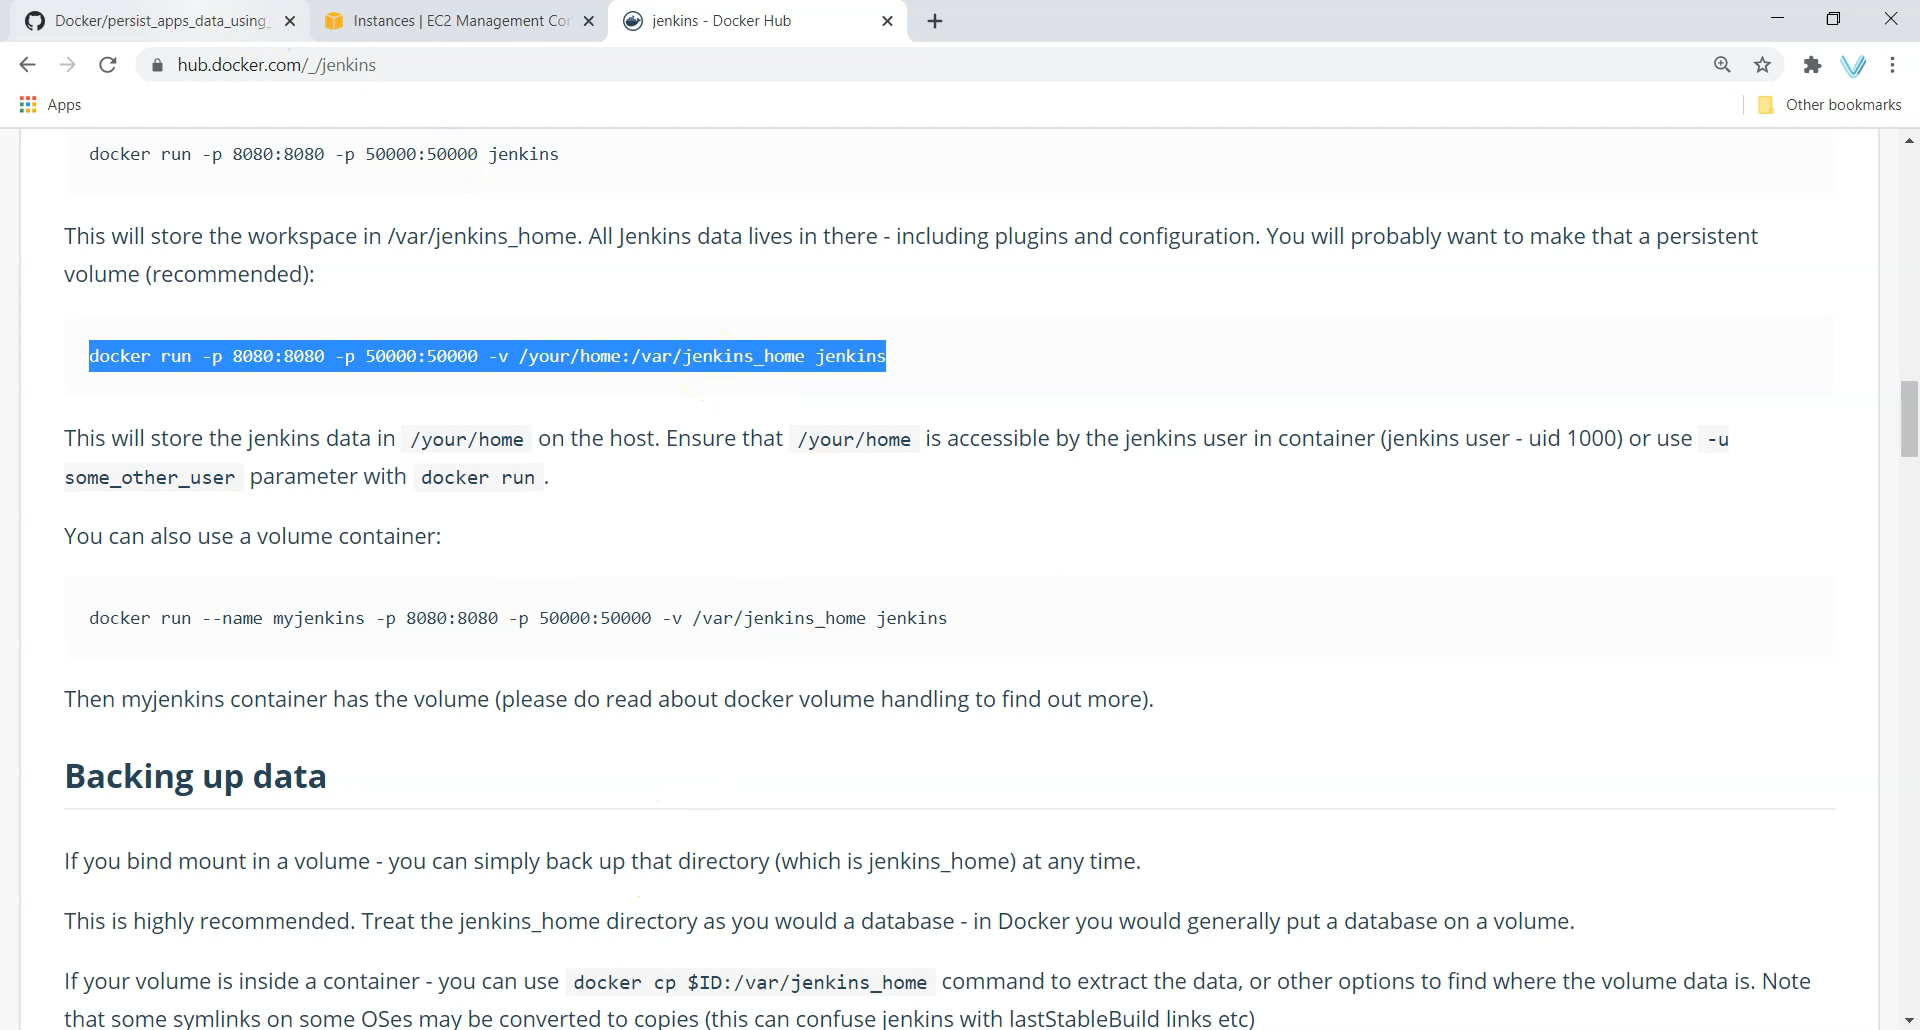 Docker/persist_apps_data_using_
Instances | EC2 Management Con
jenkins - Docker Hub
hub.docker.com/_/jenkins
Apps
Other bookmarks
docker run -p 8080:8080 -p 50000:50000 jenkins
This will store the workspace in /var/jenkins_home. All Jenkins data lives in there - including plugins and configuration. You will probably want to make that a persistent
volume (recommended):
docker run -p 8080:8080 -p 50000:50000 -v /your/home:/var/jenkins_home jenkins
This will store the jenkins data in /your/home on the host. Ensure that /your/home is accessible by the jenkins user in container (jenkins user - uid 1000) or use -u
some_other_user parameter with docker run .
You can also use a volume container:
docker run --name myjenkins -p 8080:8080 -p 50000:50000 -v /var/jenkins_home jenkins
Then myjenkins container has the volume (please do read about docker volume handling to find out more).
Backing up data
If you bind mount in a volume - you can simply back up that directory (which is jenkins_home) at any time.
This is highly recommended. Treat the jenkins_home directory as you would a database - in Docker you would generally put a database on a volume.
If your volume is inside a container - you can use docker cp $ID:/var/jenkins_home command to extract the data, or other options to find where the volume data is. Note
that some symlinks on some OSes may be converted to copies (this can confuse jenkins with lastStableBuild links etc)